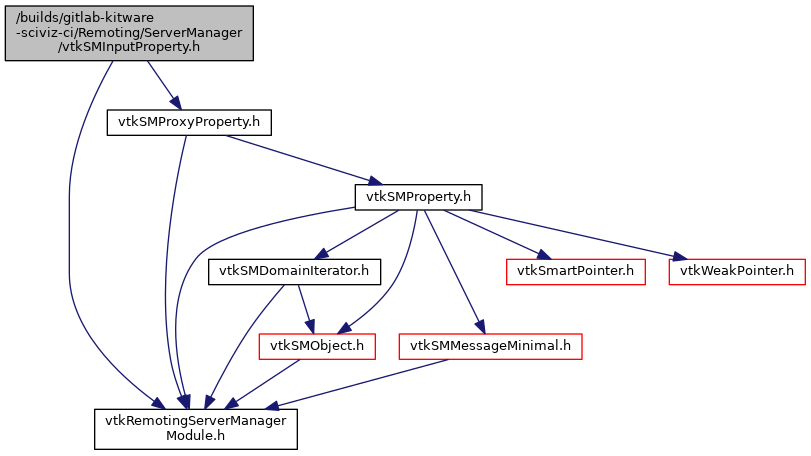 /builds/gitlab-kitware
-sciviz-ci/Remoting/ServerManager
/vtkSMInputProperty.h
vtkSMProxyProperty.h
vtkSMProperty.h
vtkSMDomainIterator.h
vtkSmartPointer.h
vtkWeakPointer.h
vtkSMObject.h
vtkSMMessageMinimal.h
vtkRemotingServerManager
Module.h